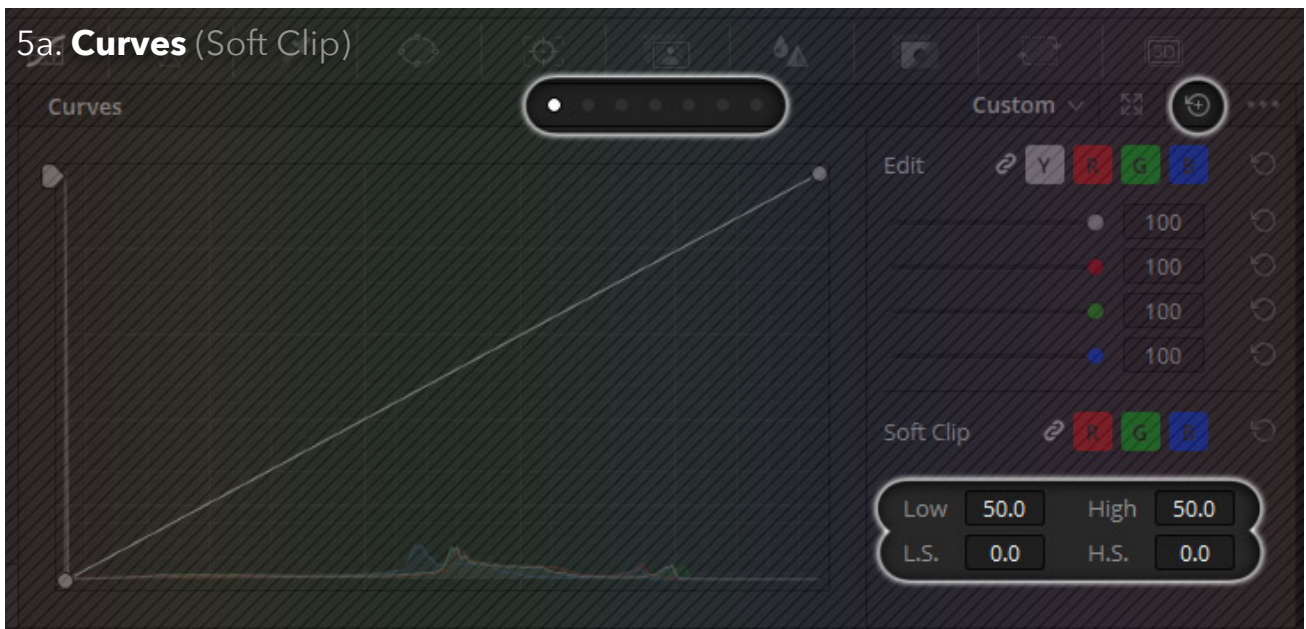 5a. Curves (Soft Clip)
3D
Curves
Custom
Edit
Y
R
G
B
100
100
100
100
Soft Clip
R
G
B
Low 50.0 High 50.0
L.S. 0.0 H.S. 0.0